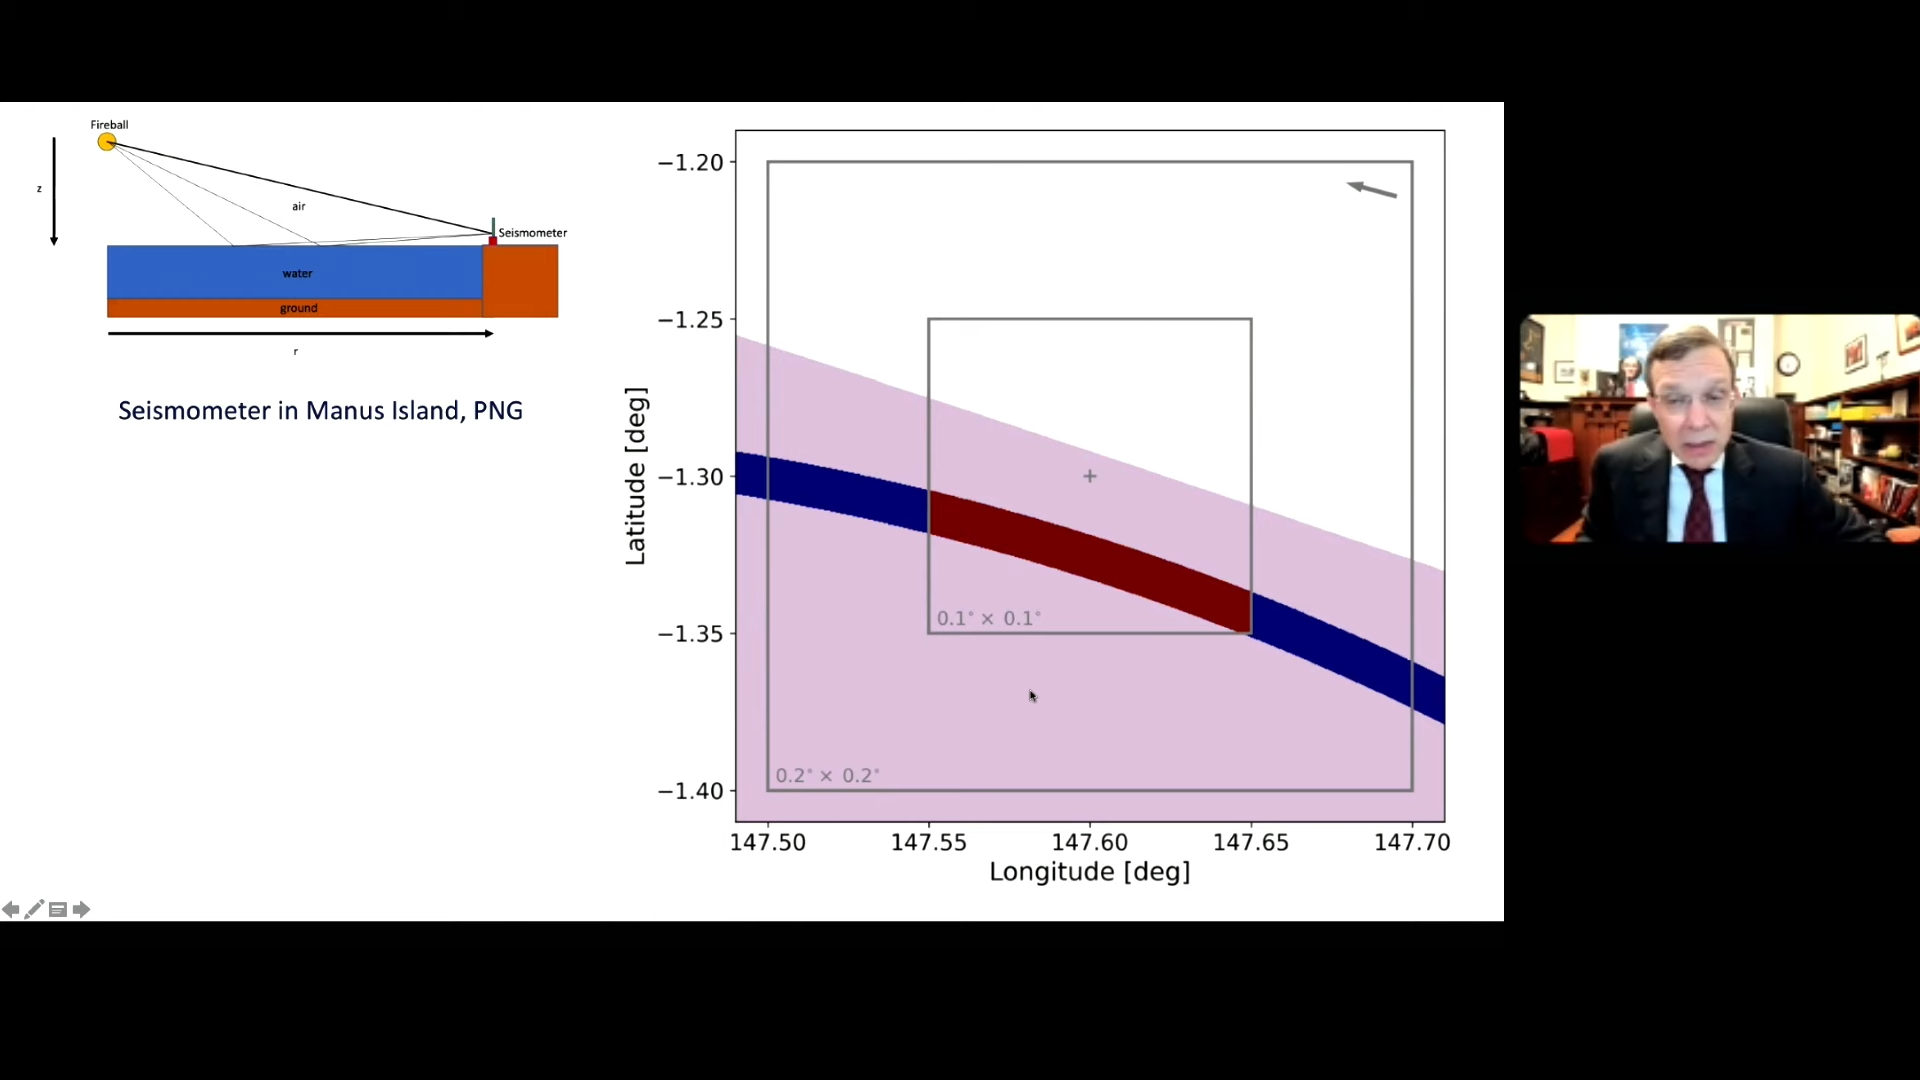 Fireball
z
air
Seismometer
water
ground
r
Seismometer in Manus Island, PNG
−1.20
−1.25
−1.30
−1.35
−1.40
Latitude [deg]
0.1° × 0.1°
0.2° × 0.2°
147.50 147.55 147.60 147.65 147.70
Longitude [deg]